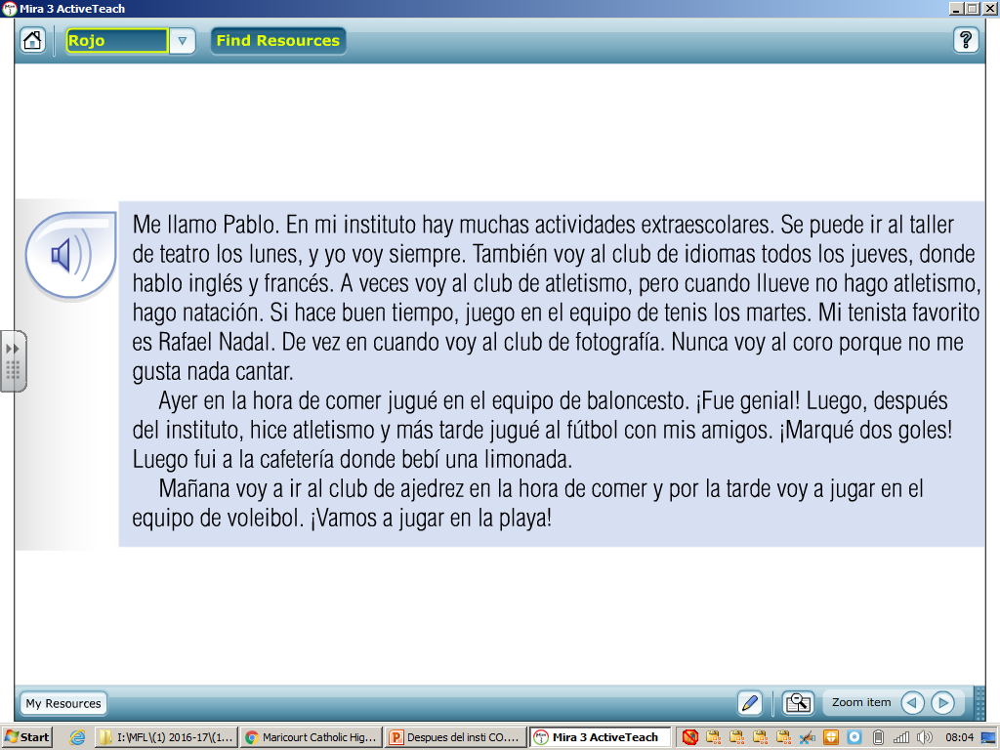 Mira 3 ActiveTeach
Rojo
Find Resources
?
Me llamo Pablo. En mi instituto hay muchas actividades extraescolares. Se puede ir al taller
de teatro los lunes, y yo voy siempre. También voy al club de idiomas todos los jueves, donde
hablo inglés y francés. A veces voy al club de atletismo, pero cuando llueve no hago atletismo,
hago natación. Si hace buen tiempo, juego en el equipo de tenis los martes. Mi tenista favorito
es Rafael Nadal. De vez en cuando voy al club de fotografía. Nunca voy al coro porque no me
gusta nada cantar.
Ayer en la hora de comer jugué en el equipo de baloncesto. ¡Fue genial! Luego, después
del instituto, hice atletismo y más tarde jugué al fútbol con mis amigos. ¡Marqué dos goles!
Luego fui a la cafetería donde bebí una limonada.
Mañana voy a ir al club de ajedrez en la hora de comer y por la tarde voy a jugar en el
equipo de voleibol. ¡Vamos a jugar en la playa!
My Resources
Zoom item
Start
I:\MFL\(1) 2016-17\(1...
Maricourt Catholic Hig...
Despues del insti CO....
Mira 3 ActiveTeach
08:04